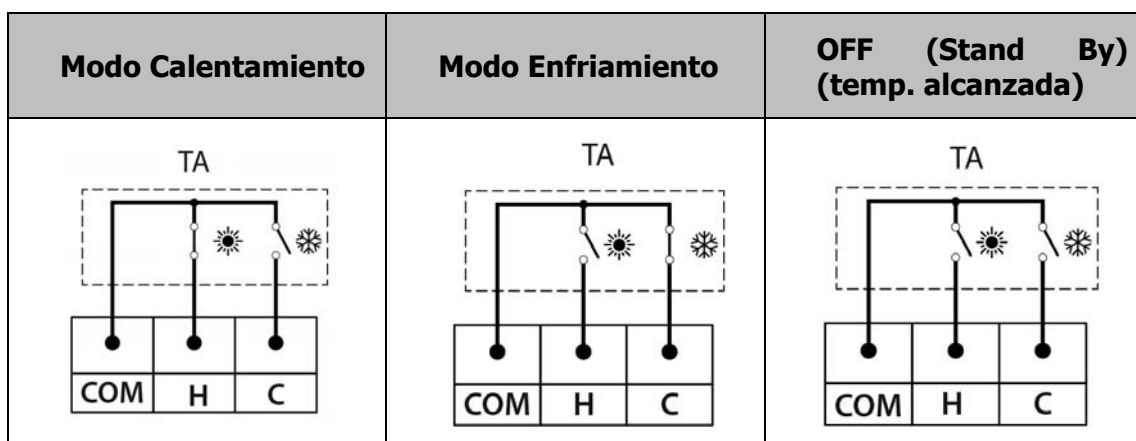 Modo Calentamiento
Modo Enfriamiento
OFF (Stand By)
(temp. alcanzada)
TA
COM H C
TA
COM H C
TA
COM H C